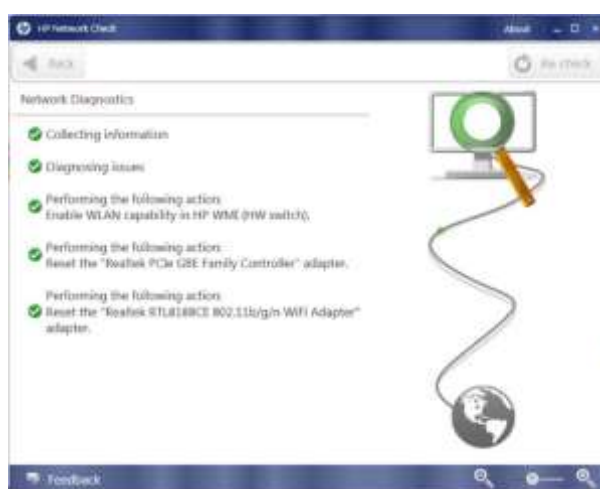 HP Network Check
About
Back
Re-check
Network Diagnostics
Collecting information
Diagnosing issues
Performing the following action:
Enable WLAN capability in HP WMI (HW switch).
Performing the following action:
Reset the "Realtek PCIe GBE Family Controller" adapter.
Performing the following action:
Reset the "Realtek RTL8188CE 802.11b/g/n WiFi Adapter"
adapter.
Feedback